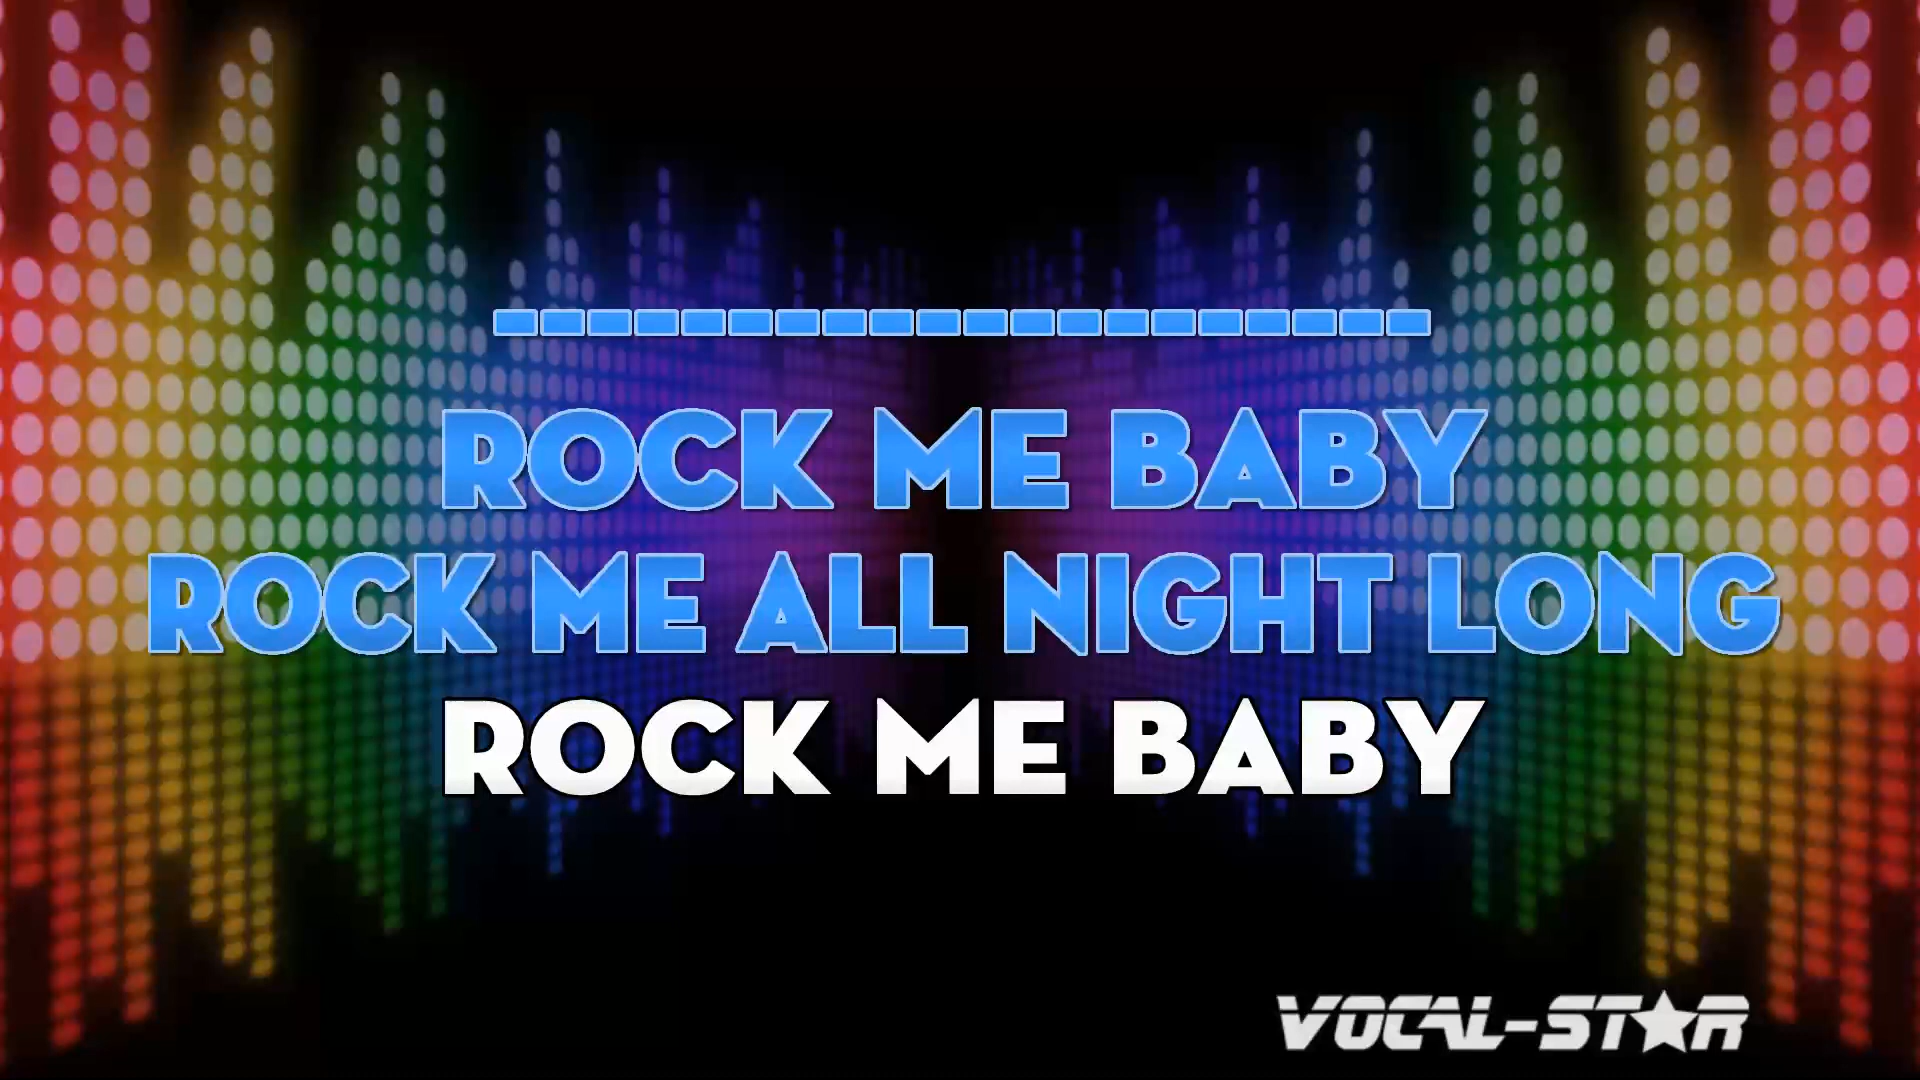 --------------------
ROCK ME BABY
ROCK ME ALL NIGHT LONG
ROCK ME BABY
VOCAL-STAR